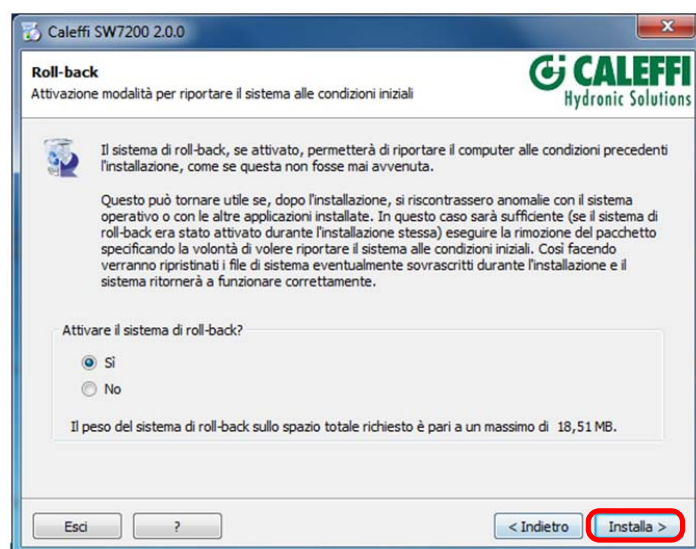 Caleffi SW7200 2.0.0
Roll-back
Attivazione modalità per riportare il sistema alle condizioni iniziali
CALEFFI
Hydronic Solutions
Il sistema di roll-back, se attivato, permetterà di riportare il computer alle condizioni precedenti
l'installazione, come se questa non fosse mai avvenuta.
Questo può tornare utile se, dopo l'installazione, si riscontrassero anomalie con il sistema
operativo o con le altre applicazioni installate. In questo caso sarà sufficiente (se il sistema di
roll-back era stato attivato durante l'installazione stessa) eseguire la rimozione del pacchetto
specificando la volontà di volere riportare il sistema alle condizioni iniziali. Così facendo
verranno ripristinati i file di sistema eventualmente sovrascritti durante l'installazione e il
sistema ritornerà a funzionare correttamente.
Attivare il sistema di roll-back?
Sì
No
Il peso del sistema di roll-back sullo spazio totale richiesto è pari a un massimo di 18,51 MB.
Esci
?
< Indietro
Installa >